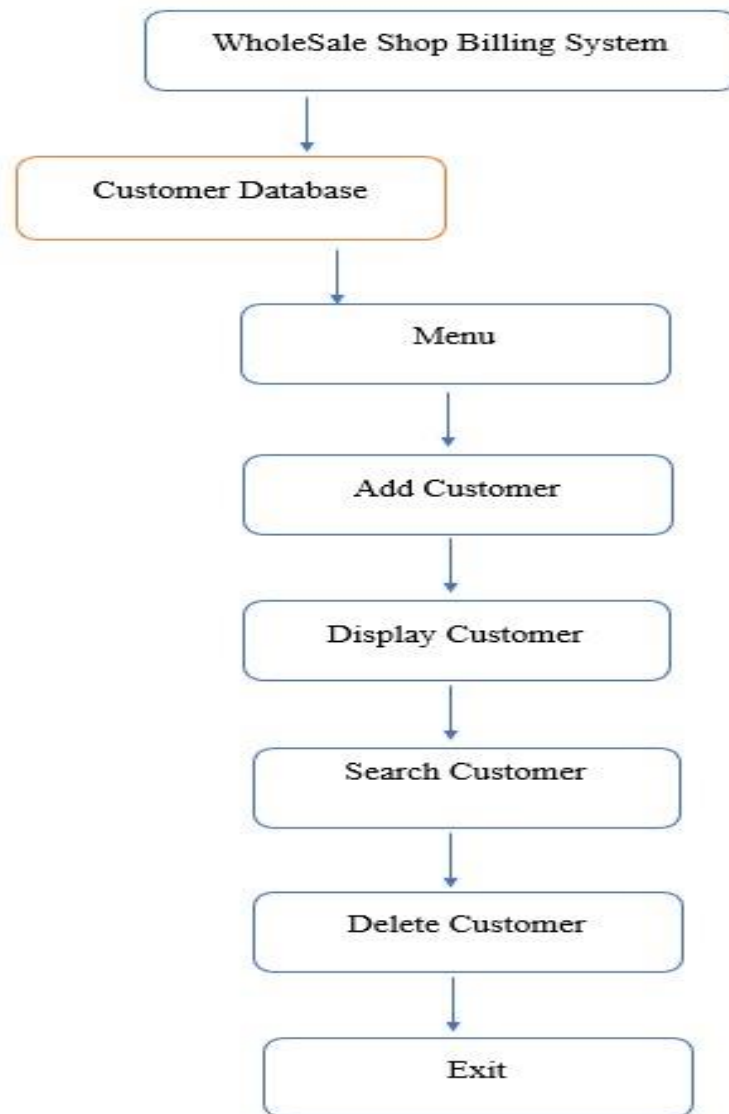 WholeSale Shop Billing System
Customer Database
Menu
Add Customer
Display Customer
Search Customer
Delete Customer
Exit